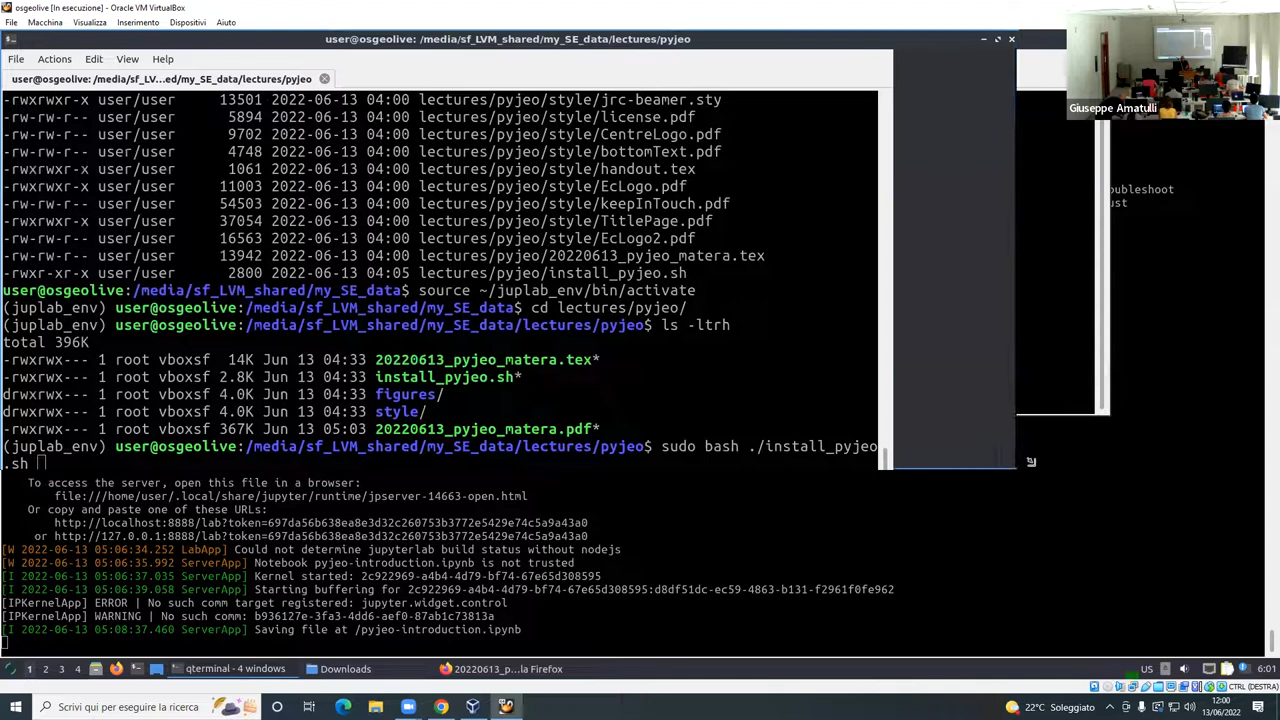 osgeolive [In esecuzione] - Oracle VM VirtualBox
File Macchina Visualizza Inserimento Dispositivi Aiuto
user@osgeolive: /media/sf_LVM_shared/my_SE_data/lectures/pyjeo
File Actions Edit View Help
user@osgeolive: /media/sf_LV...ed/my_SE_data/lectures/pyjeo
Giuseppe Amatulli
-rwxrwxr-x user/user 13501 2022-06-13 04:00 lectures/pyjeo/style/jrc-beamer.sty
-rw-rw-r-- user/user 5894 2022-06-13 04:00 lectures/pyjeo/style/license.pdf
-rw-rw-r-- user/user 9702 2022-06-13 04:00 lectures/pyjeo/style/CentreLogo.pdf
-rw-rw-r-- user/user 4748 2022-06-13 04:00 lectures/pyjeo/style/bottomText.pdf
-rwxrwxr-x user/user 1061 2022-06-13 04:00 lectures/pyjeo/style/handout.tex
-rw-rw-r-- user/user 11003 2022-06-13 04:00 lectures/pyjeo/style/EcLogo.pdf
-rw-rw-r-- user/user 54503 2022-06-13 04:00 lectures/pyjeo/style/keepInTouch.pdf
-rwxrwxr-x user/user 37054 2022-06-13 04:00 lectures/pyjeo/style/TitlePage.pdf
-rw-rw-r-- user/user 16563 2022-06-13 04:00 lectures/pyjeo/style/EcLogo2.pdf
-rw-rw-r-- user/user 13942 2022-06-13 04:00 lectures/pyjeo/20220613_pyjeo_matera.tex
-rwxr-xr-x user/user 2800 2022-06-13 04:05 lectures/pyjeo/install_pyjeo.sh
user@osgeolive:/media/sf_LVM_shared/my_SE_data$ source ~/juplab_env/bin/activate
(juplab_env) user@osgeolive:/media/sf_LVM_shared/my_SE_data$ cd lectures/pyjeo/
(juplab_env) user@osgeolive:/media/sf_LVM_shared/my_SE_data/lectures/pyjeo$ ls -ltrh
total 396K
-rwxrwx--- 1 root vboxsf 14K Jun 13 04:33 20220613_pyjeo_matera.tex*
-rwxrwx--- 1 root vboxsf 2.8K Jun 13 04:33 install_pyjeo.sh*
drwxrwx--- 1 root vboxsf 4.0K Jun 13 04:33 figures/
drwxrwx--- 1 root vboxsf 4.0K Jun 13 04:33 style/
-rwxrwx--- 1 root vboxsf 367K Jun 13 05:03 20220613_pyjeo_matera.pdf*
(juplab_env) user@osgeolive:/media/sf_LVM_shared/my_SE_data/lectures/pyjeo$ sudo bash ./install_pyjeo
.sh
oubleshoot
ust
To access the server, open this file in a browser:
file:///home/user/.local/share/jupyter/runtime/jpserver-14663-open.html
Or copy and paste one of these URLs:
http://localhost:8888/lab?token=697da56b638ea8e3d32c260753b3772e5429e74c5a9a43a0
or http://127.0.0.1:8888/lab?token=697da56b638ea8e3d32c260753b3772e5429e74c5a9a43a0
[W 2022-06-13 05:06:34.252 LabApp] Could not determine jupyterlab build status without nodejs
[W 2022-06-13 05:06:35.992 ServerApp] Notebook pyjeo-introduction.ipynb is not trusted
[I 2022-06-13 05:06:37.035 ServerApp] Kernel started: 2c922969-a4b4-4d79-bf74-67e65d308595
[I 2022-06-13 05:06:39.058 ServerApp] Starting buffering for 2c922969-a4b4-4d79-bf74-67e65d308595:d8df51dc-ec59-4863-b131-f2961f0fe962
[IPKernelApp] ERROR | No such comm target registered: jupyter.widget.control
[IPKernelApp] WARNING | No such comm: b936127e-3fa3-4dd6-aef0-87ab1c73813a
[I 2022-06-13 05:08:37.460 ServerApp] Saving file at /pyjeo-introduction.ipynb
1 2 3 4 qterminal - 4 windows Downloads 20220613_p...la Firefox US 6:01
CTRL (DESTRA)
Scrivi qui per eseguire la ricerca 22°C Soleggiato 12:00
13/06/2022